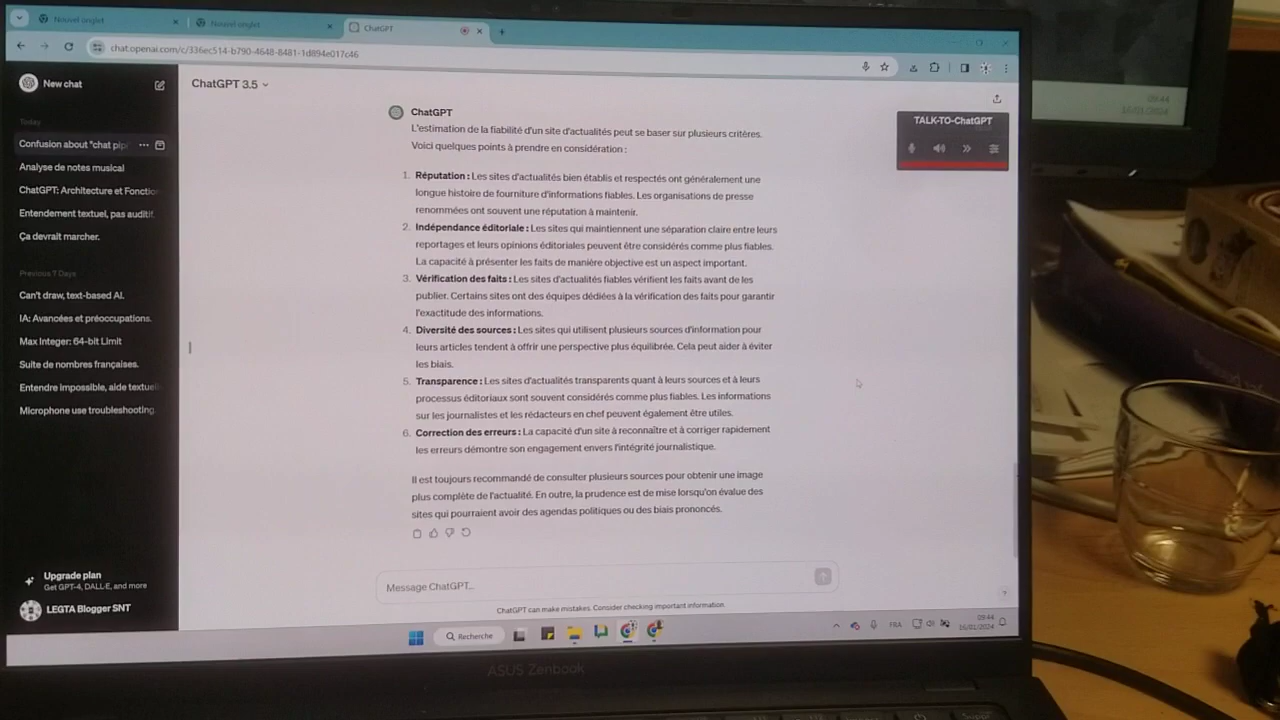 Nouvel onglet
Nouvel onglet
ChatGPT
chat.openai.com/c/336ec514-b790-4648-8481-1d894e017c46
New chat
Today
Confusion about "chat pipi
Analyse de notes musical
ChatGPT: Architecture et Fonctio
Entendement textuel, pas auditif.
Ça devrait marcher.
Previous 7 Days
Can't draw, text-based AI.
IA: Avancées et préoccupations.
Max Integer: 64-bit Limit
Suite de nombres françaises.
Entendre impossible, aide textuel
Microphone use troubleshooting.
Upgrade plan
Get GPT-4, DALL·E, and more
LEGTA Blogger SNT
ChatGPT 3.5
ChatGPT
L'estimation de la fiabilité d'un site d'actualités peut se baser sur plusieurs critères.
Voici quelques points à prendre en considération :
1. Réputation : Les sites d'actualités bien établis et respectés ont généralement une
longue histoire de fourniture d'informations fiables. Les organisations de presse
renommées ont souvent une réputation à maintenir.
2. Indépendance éditoriale : Les sites qui maintiennent une séparation claire entre leurs
reportages et leurs opinions éditoriales peuvent être considérés comme plus fiables.
La capacité à présenter les faits de manière objective est un aspect important.
3. Vérification des faits : Les sites d'actualités fiables vérifient les faits avant de les
publier. Certains sites ont des équipes dédiées à la vérification des faits pour garantir
l'exactitude des informations.
4. Diversité des sources : Les sites qui utilisent plusieurs sources d'information pour
leurs articles tendent à offrir une perspective plus équilibrée. Cela peut aider à éviter
les biais.
5. Transparence : Les sites d'actualités transparents quant à leurs sources et à leurs
processus éditoriaux sont souvent considérés comme plus fiables. Les informations
sur les journalistes et les rédacteurs en chef peuvent également être utiles.
6. Correction des erreurs : La capacité d'un site à reconnaître et à corriger rapidement
les erreurs démontre son engagement envers l'intégrité journalistique.
Il est toujours recommandé de consulter plusieurs sources pour obtenir une image
plus complète de l'actualité. En outre, la prudence est de mise lorsqu'on évalue des
sites qui pourraient avoir des agendas politiques ou des biais prononcés.
Message ChatGPT...
ChatGPT can make mistakes. Consider checking important information.
?
TALK-TO-ChatGPT
Recherche
FRA
09:44
16/01/2024
ASUS Zenbook
09:44
16/01/2024